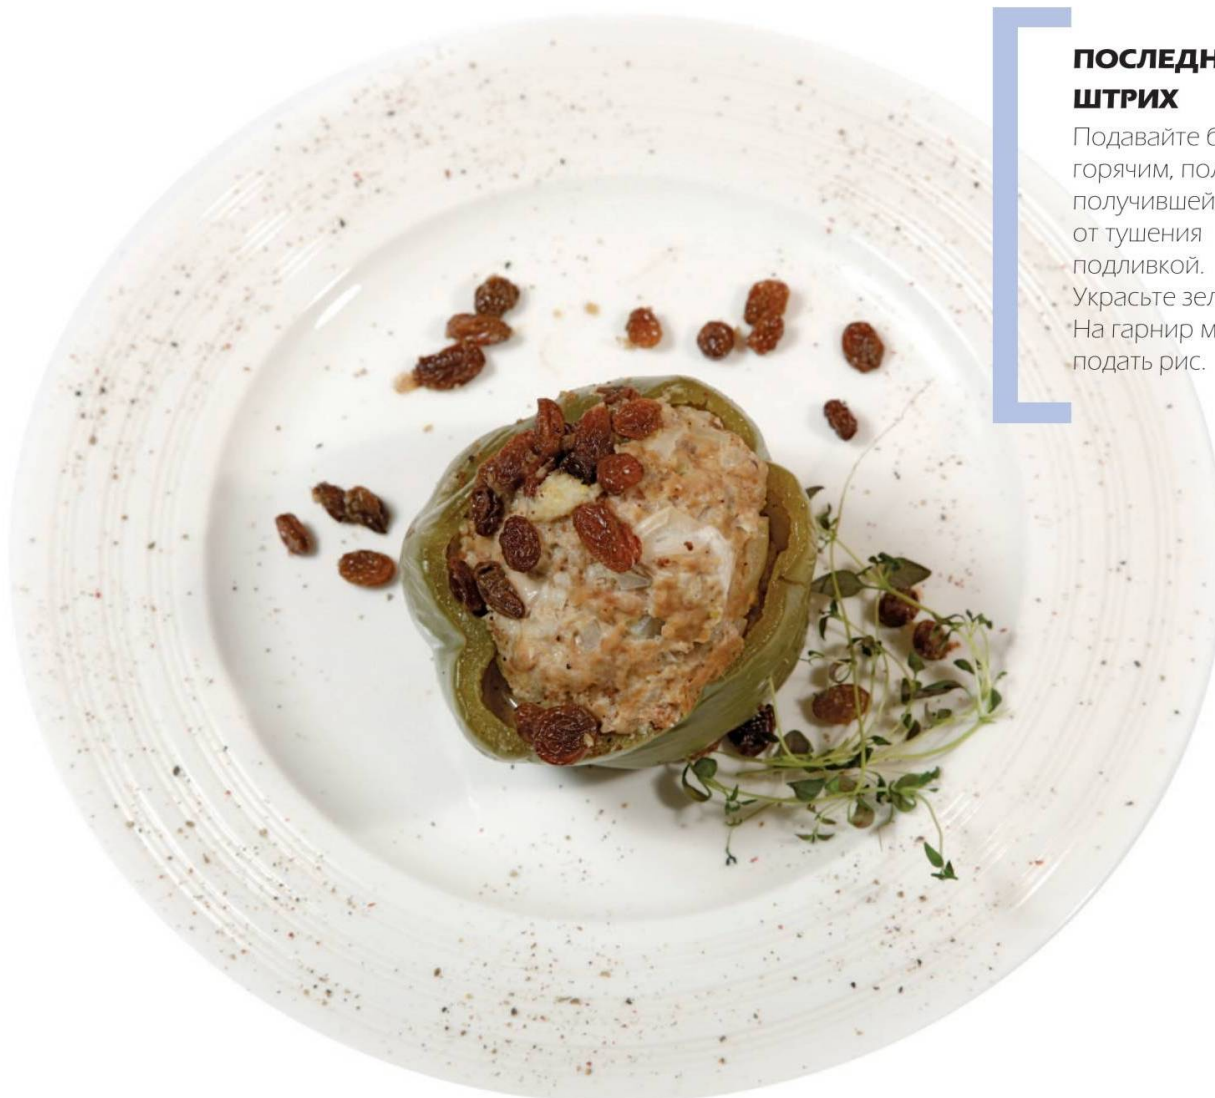 ПОСЛЕДН
ШТРИХ
Подавайте б
горячим, пол
получившей
от тушения
подливкой.
Украсьте зел
На гарнир м
подать рис.